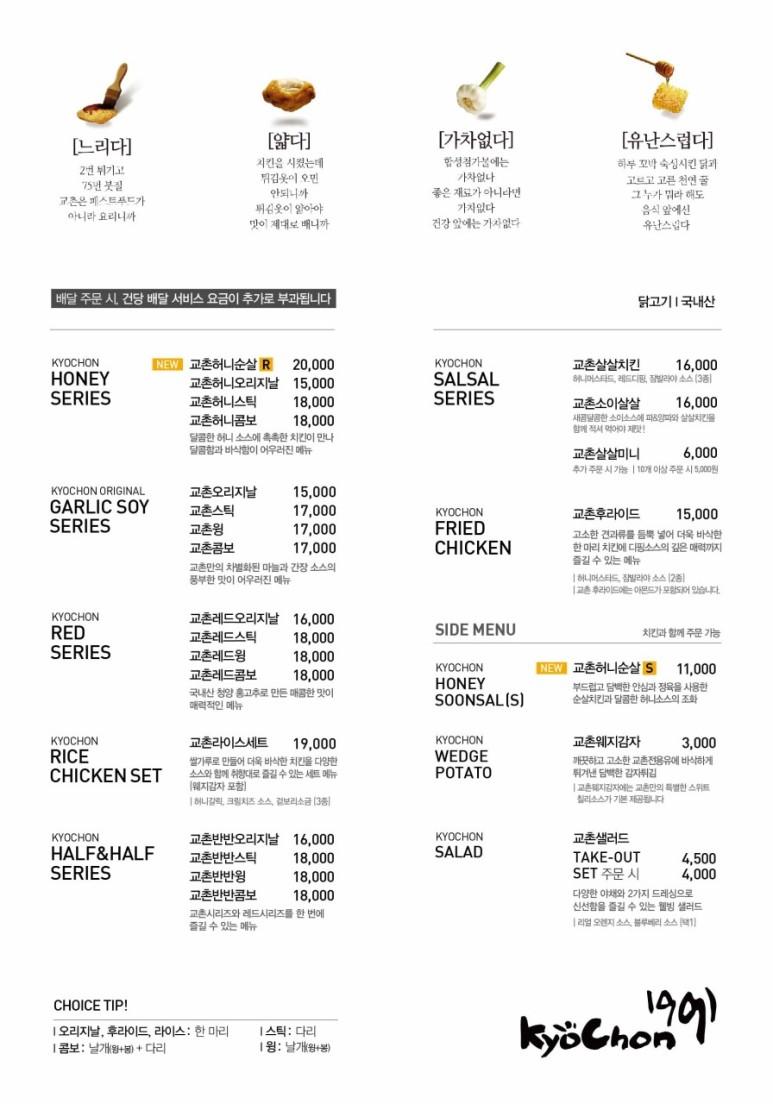 [느리다]
2번 튀기고
75번 붓질
교촌은 패스트푸드가
아니라 요리니까
[얇다]
치킨을 시켰는데
튀김옷이 오면
안되니까
튀김옷이 얇아야
맛이 제대로 배니까
[가차없다]
합성첨가물에는
가차없다
좋은 재료가 아니라면
가차없다
건강 앞에는 가차없다
[유난스럽다]
하루 꼬박 숙성시킨 닭과
고르고 고른 천연 꿀
그 누가 뭐라 해도
음식 앞에선
유난스럽다
배달 주문 시, 건당 배달 서비스 요금이 추가로 부과됩니다
닭고기 | 국내산
KYOCHON
HONEY
SERIES
NEW 교촌허니순살 R 20,000
교촌허니오리지날 15,000
교촌허니스틱 18,000
교촌허니콤보 18,000
달콤한 허니 소스에 촉촉한 치킨이 만나
달콤함과 바삭함이 어우러진 메뉴
KYOCHON ORIGINAL
GARLIC SOY
SERIES
교촌오리지날 15,000
교촌스틱 17,000
교촌윙 17,000
교촌콤보 17,000
교촌만의 차별화된 마늘과 간장 소스의
풍부한 맛이 어우러진 메뉴
KYOCHON
RED
SERIES
교촌레드오리지날 16,000
교촌레드스틱 18,000
교촌레드윙 18,000
교촌레드콤보 18,000
국내산 청양 홍고추로 만든 매콤한 맛이
매력적인 메뉴
KYOCHON
RICE
CHICKEN SET
교촌라이스세트 19,000
쌀가루로 만들어 더욱 바삭한 치킨을 다양한
소스와 함께 취향대로 즐길 수 있는 세트 메뉴
[웨지감자 포함]
| 허니갈릭, 크림치즈 소스, 겉보리소금 [3종]
KYOCHON
HALF&HALF
SERIES
교촌반반오리지날 16,000
교촌반반스틱 18,000
교촌반반윙 18,000
교촌반반콤보 18,000
교촌시리즈와 레드시리즈를 한 번에
즐길 수 있는 메뉴
KYOCHON
SALSAL
SERIES
교촌살살치킨 16,000
허니머스타드, 레드디핑, 잠발라야 소스 [3종]
교촌소이살살 16,000
새콤달콤한 소이소스에 파&양파와 살살치킨을
함께 적셔 먹어야 제맛!
교촌살살미니 6,000
추가 주문 시 가능 | 10개 이상 주문 시 5,000원
KYOCHON
FRIED
CHICKEN
교촌후라이드 15,000
고소한 견과류를 듬뿍 넣어 더욱 바삭한
한 마리 치킨에 디핑소스의 깊은 매력까지
즐길 수 있는 메뉴
| 허니머스타드, 잠발라야 소스 [2종]
| 교촌 후라이드에는 아몬드가 포함되어 있습니다.
SIDE MENU
치킨과 함께 주문 가능
KYOCHON
HONEY
SOONSAL(S)
NEW 교촌허니순살 S 11,000
부드럽고 담백한 안심과 정육을 사용한
순살치킨과 달콤한 허니소스의 조화
KYOCHON
WEDGE
POTATO
교촌웨지감자 3,000
깨끗하고 고소한 교촌전용유에 바삭하게
튀겨낸 담백한 감자튀김
| 교촌웨지감자에는 교촌만의 특별한 스위트
칠리소스가 기본 제공됩니다
KYOCHON
SALAD
교촌샐러드
TAKE-OUT 4,500
SET 주문 시 4,000
다양한 야채와 2가지 드레싱으로
신선함을 즐길 수 있는 웰빙 샐러드
| 리얼 오렌지 소스, 블루베리 소스 [택1]
CHOICE TIP!
| 오리지날, 후라이드, 라이스 : 한 마리
| 스틱 : 다리
| 콤보 : 날개(윙+봉) + 다리
| 윙 : 날개(윙+봉)
Kyochon 1991